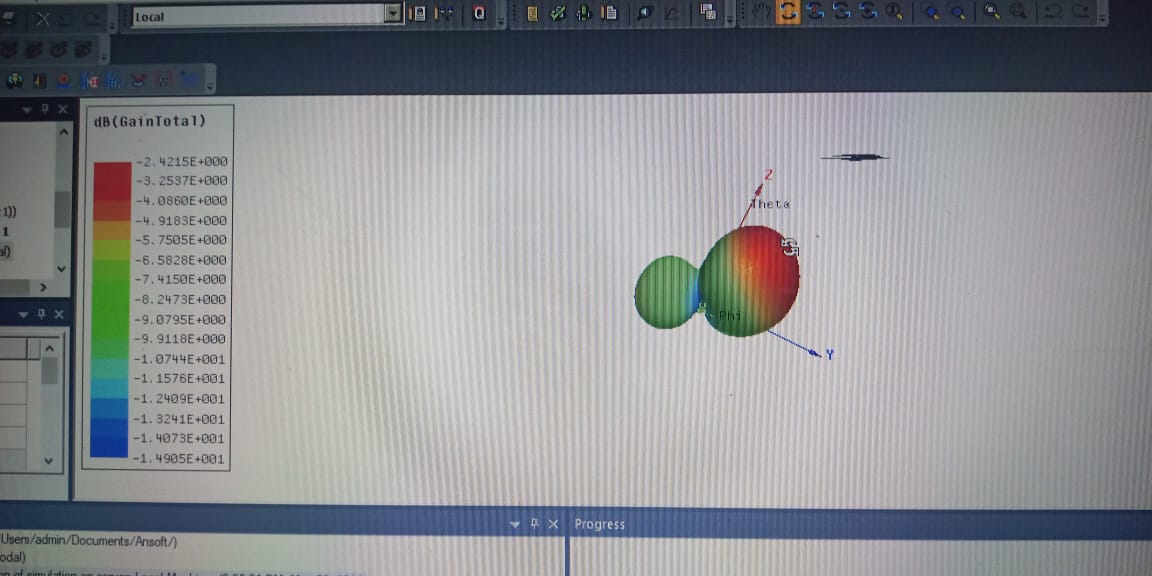 Local
dB(GainTotal)
-2.4215E+000
-3.2537E+000
-4.0860E+000
-4.9183E+000
-5.7505E+000
-6.5828E+000
-7.4150E+000
-8.2473E+000
-9.0795E+000
-9.9118E+000
-1.0744E+001
-1.1576E+001
-1.2409E+001
-1.3241E+001
-1.4073E+001
-1.4905E+001
:1))
1
al)
Z
Theta
Phi
Y
Progress
Users/admin/Documents/Ansoft/)
odal)